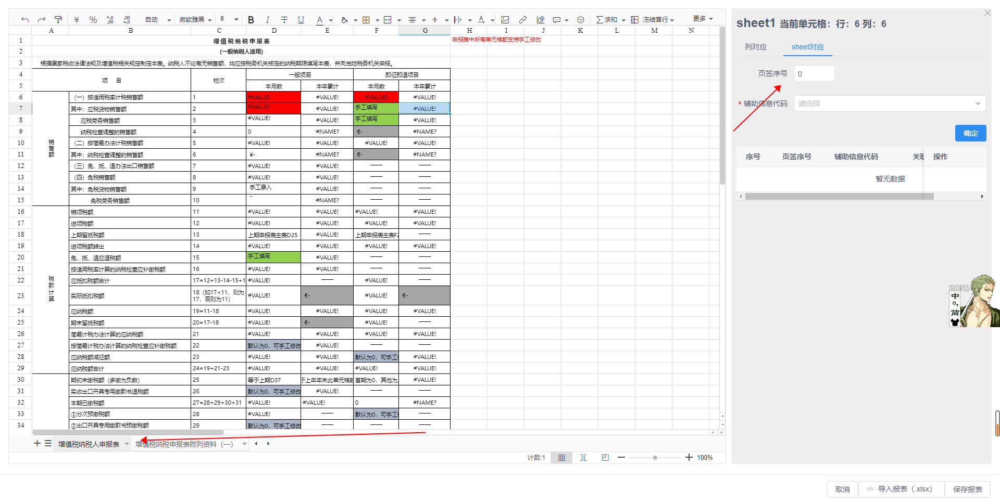 ¥ % .00 .00 自动 微软雅黑 8 B I T U A 求和 冻结首行 更多
A B C D E F G H I J K L M N
1 增 值 税 纳 税 申 报 表 申报表中所有单元格都支持手工修改
2 (一般纳税人适用)
3 根据国家税收法律法规及增值税相关规定制定本表。纳税人不论有无销售额，均应按税务机关核定的纳税期限填写本表，并向当地税务机关申报。
4 项 目 栏次 一般项目 即征即退项目
5 本月数 本年累计 本月数 本年累计
销售额
6 （一）按适用税率计税销售额 1 #VALUE! #VALUE! #VALUE! #VALUE!
7 其中：应税货物销售额 2 #VALUE! #VALUE! 手工填写 #VALUE!
8 应税劳务销售额 3 #VALUE! #VALUE! 手工填写 #VALUE!
9 纳税检查调整的销售额 4 0 #NAME? €- #NAME?
10 （二）按简易办法计税销售额 5 #VALUE! #VALUE! #VALUE! #VALUE!
11 其中：纳税检查调整的销售额 6 ¥- #NAME? €- #NAME?
12 （三）免、抵、退办法出口销售额 7 #VALUE! #VALUE! —— ——
13 （四）免税销售额 8 #VALUE! #VALUE! —— ——
14 其中：免税货物销售额 9 手工录入 #VALUE! —— ——
15 免税劳务销售额 10 - #NAME? —— ——
税款计算
16 销项税额 11 #VALUE! #VALUE! #VALUE! #VALUE!
17 进项税额 12 #VALUE! #VALUE! #VALUE! #VALUE!
18 上期留抵税额 13 上期申报表主表D25 #VALUE! 上期申报表主表F2 ——
19 进项税额转出 14 #VALUE! #VALUE! #VALUE! #VALUE!
20 免、抵、退应退税额 15 手工填写 #VALUE! —— ——
21 按适用税率计算的纳税检查应补缴税额 16 #VALUE! #VALUE! —— ——
22 应抵扣税额合计 17=12+13-14-15+1 #VALUE! —— #VALUE! ——
23 实际抵扣税额 18（如17<11，则为17，否则为11） #VALUE! €- #VALUE! €-
24 应纳税额 19=11-18 #VALUE! #VALUE! #VALUE! #VALUE!
25 期末留抵税额 20=17-18 #VALUE! €- #VALUE! ——
26 简易计税办法计算的应纳税额 21 #VALUE! #VALUE! #VALUE! #VALUE!
27 按简易计税办法计算的纳税检查应补缴税额 22 默认为0，可手工修改 #VALUE! —— ——
28 应纳税额减征额 23 #VALUE! #VALUE! 默认为0，可手工 #VALUE!
29 应纳税额合计 24=19+21-23 #VALUE! #VALUE! #VALUE! #VALUE!
30 期初未缴税额（多缴为负数） 25 等于上期D37 于上年年末此单元格数 首期为0，其他为 #VALUE!
31 实收出口开具专用缴款书退税额 26 默认为0，可手工修改 #VALUE! —— ——
32 本期已缴税额 27=28+29+30+31 #VALUE! #VALUE! 0 #NAME?
33 ①分次预缴税额 28 #VALUE! —— 默认为0，可手工 ——
34 ②出口开具专用缴款书预缴税额 29 默认为0，可手工修改 —— —— ——
增值税纳税人申报表 增值税纳税申报表附列资料（一）
计数:1 100%
sheet1 当前单元格：行：6 列：6
列对应 sheet对应
页签序号 0
* 辅助信息代码 请选择
确定
序号 页签序号 辅助信息代码 关联 操作
暂无数据
zoro
中
°,
简
取消 导入报表（.xlsx） 保存报表